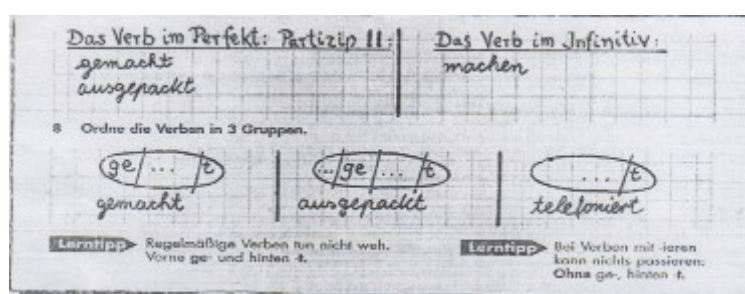 Das Verb im Perfekt: Partizip II:
gemacht
ausgepackt
Das Verb im Infinitiv:
machen
8 Ordne die Verben in 3 Gruppen.
ge/.../t
gemacht
.../ge/.../t
ausgepackt
.../t
telefoniert
Lerntipp Regelmäßige Verben tun nicht weh.
Vorne ge- und hinten -t.
Lerntipp Bei Verben mit -ieren
kann nichts passieren:
Ohne ge-, hinten -t.